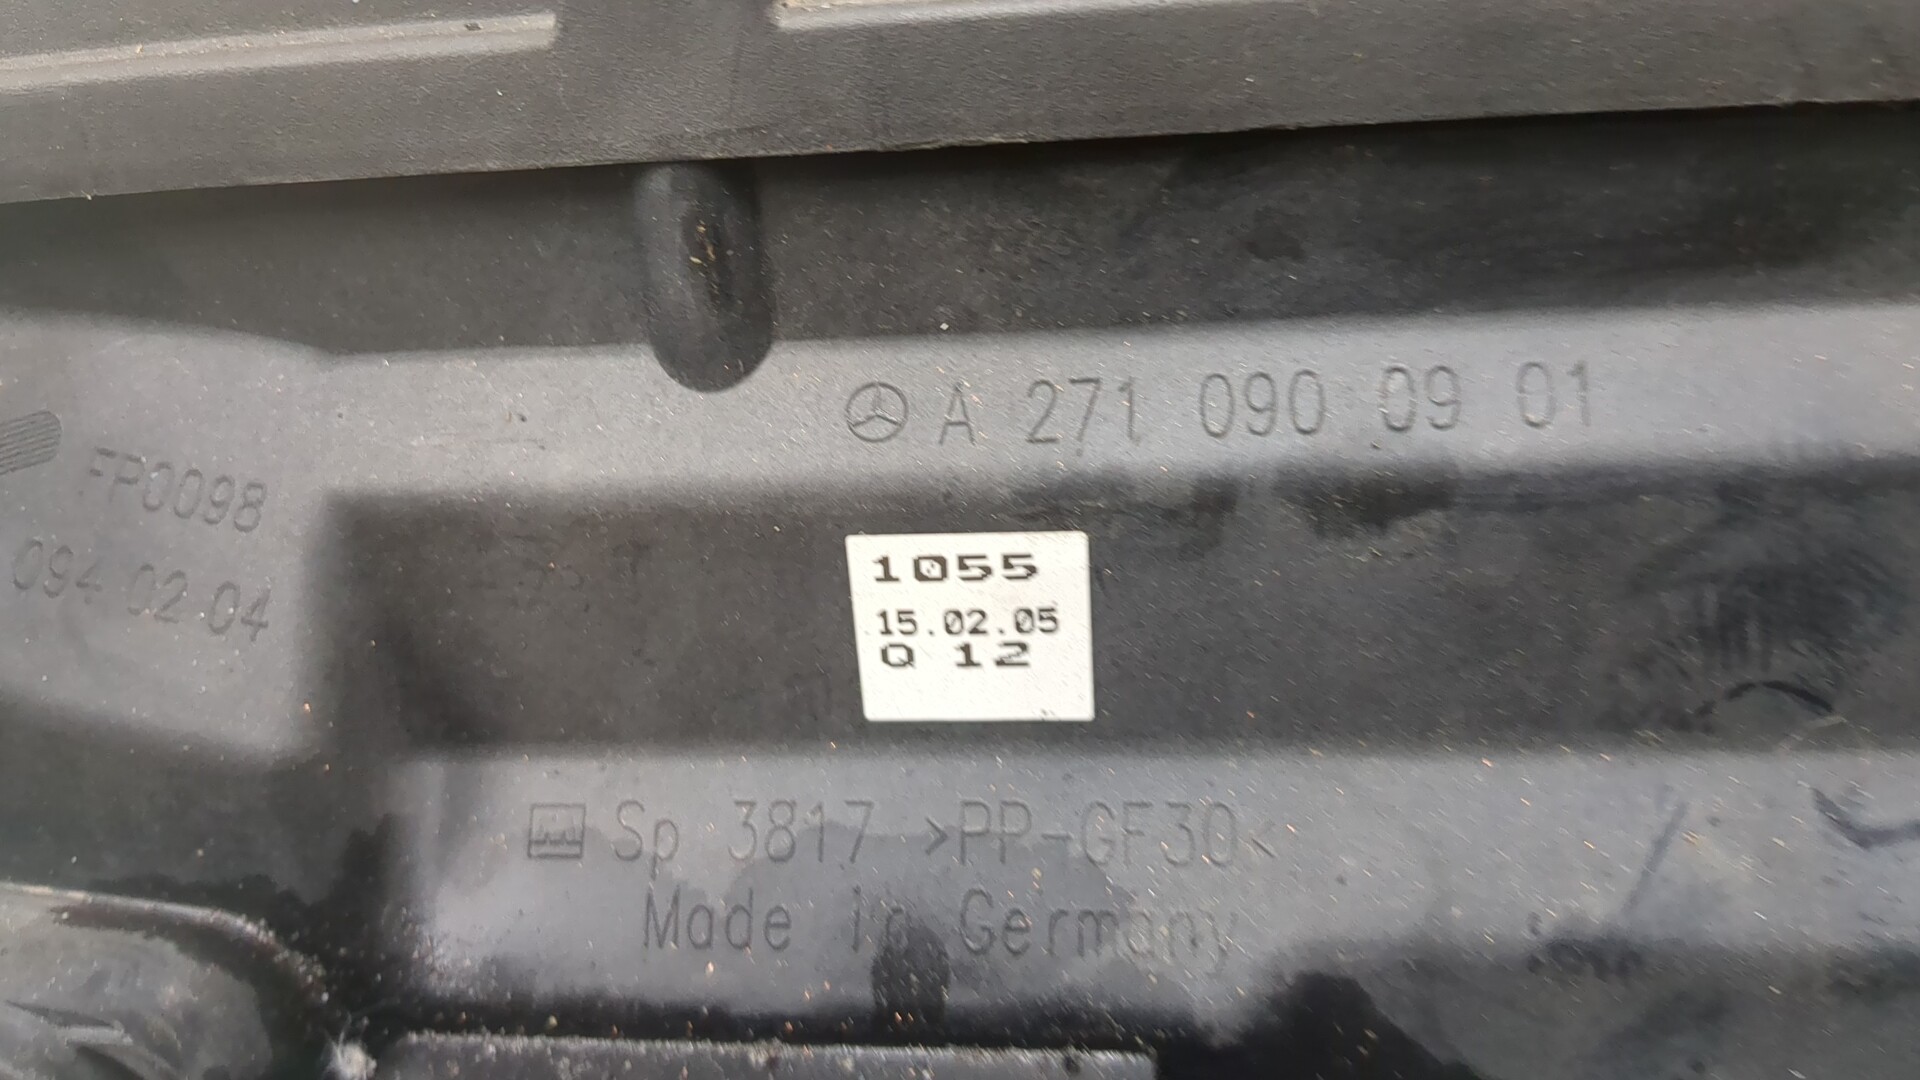 A 271 090 09 01
FP0098
094 02 04
1055
15.02.05
Q 12
Sp 3817 >PP-GF30<
Made in Germany